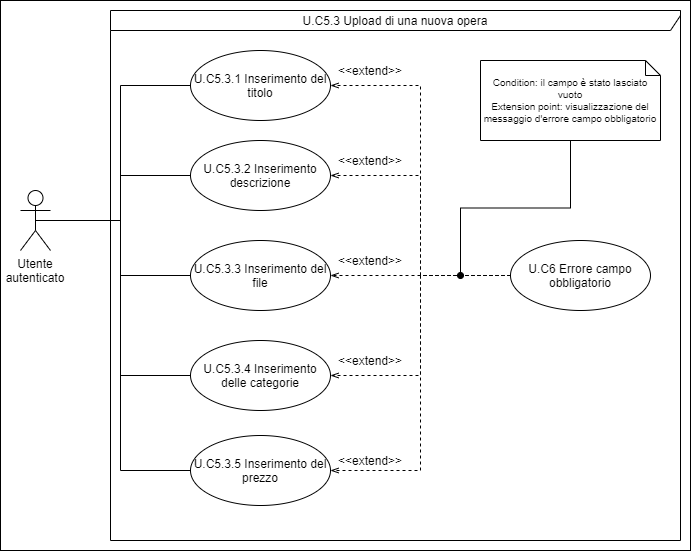 U.C5.3 Upload di una nuova opera
U.C5.3.1 Inserimento del
titolo
<<extend>>
Condition: il campo è stato lasciato
vuoto
Extension point: visualizzazione del
messaggio d'errore campo obbligatorio
U.C5.3.2 Inserimento
descrizione
<<extend>>
Utente
autenticato
U.C5.3.3 Inserimento del
file
<<extend>>
U.C6 Errore campo
obbligatorio
U.C5.3.4 Inserimento
delle categorie
<<extend>>
U.C5.3.5 Inserimento del
prezzo
<<extend>>